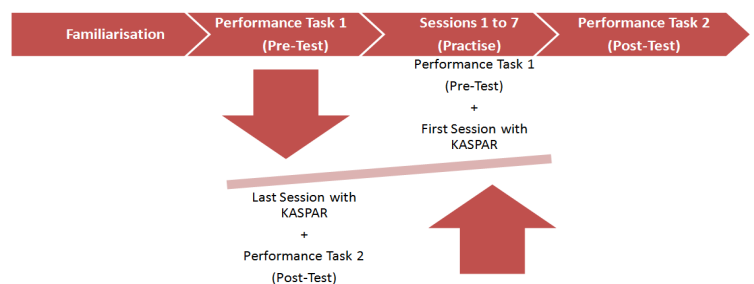 Familiarisation
Performance Task 1
(Pre-Test)
Sessions 1 to 7
(Practise)
Performance Task 2
(Post-Test)
Performance Task 1
(Pre-Test)
+
First Session with
KASPAR
Last Session with
KASPAR
+
Performance Task 2
(Post-Test)